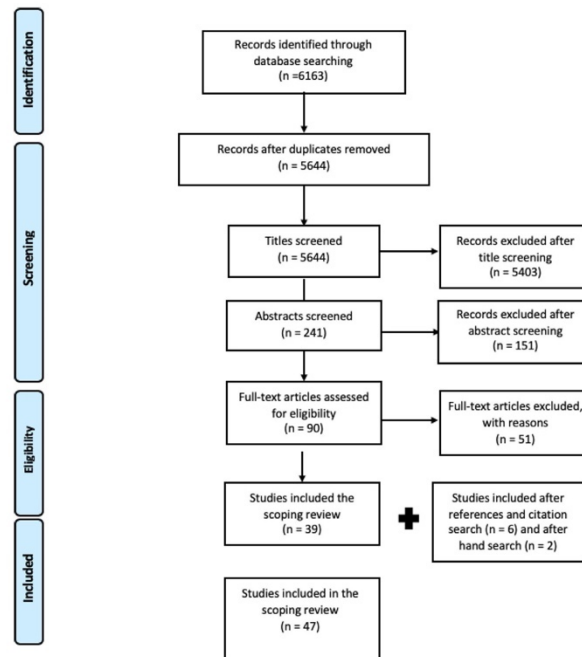 Identification
Records identified through
database searching
(n =6163)
Records after duplicates removed
(n = 5644)
Screening
Titles screened
(n = 5644)
Records excluded after
title screening
(n = 5403)
Abstracts screened
(n = 241)
Records excluded after
abstract screening
(n = 151)
Eligibility
Full-text articles assessed
for eligibility
(n = 90)
Full-text articles excluded,
with reasons
(n = 51)
Studies included the
scoping review
(n = 39)
Studies included after
references and citation
search (n = 6) and after
hand search (n = 2)
Included
Studies included in the
scoping review
(n = 47)